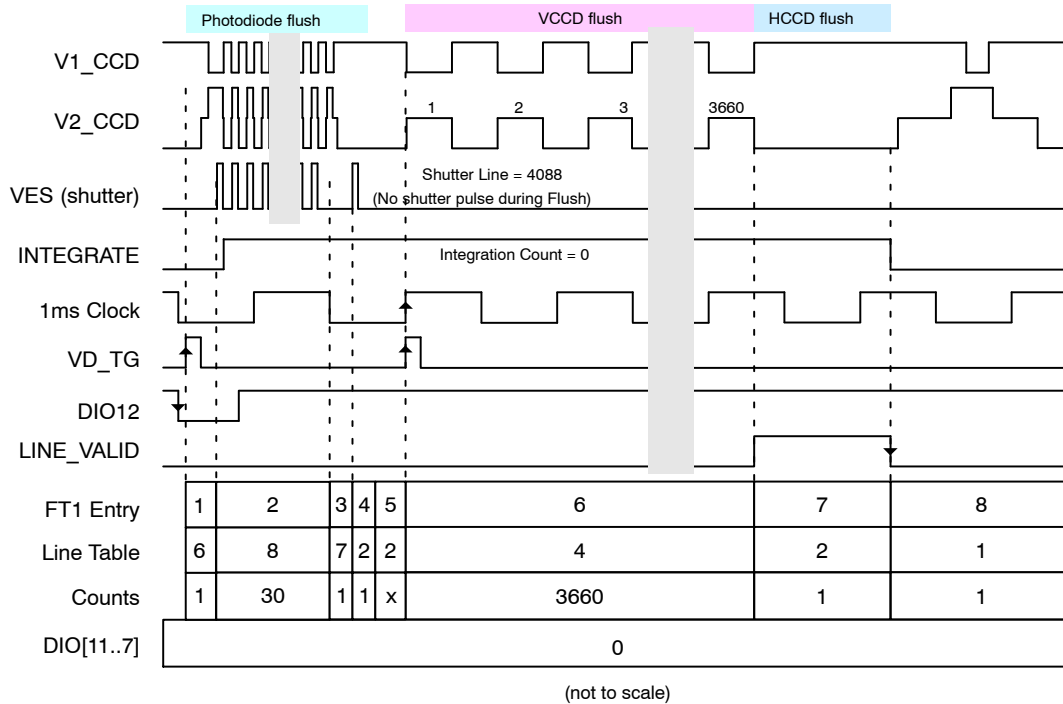 Photodiode flush VCCD flush HCCD flush
V1_CCD
V2_CCD 1 2 3 3660
VES (shutter) Shutter Line = 4088
(No shutter pulse during Flush)
INTEGRATE Integration Count = 0
1ms Clock
VD_TG
DIO12
LINE_VALID
FT1 Entry 1 2 3 4 5 6 7 8
Line Table 6 8 7 2 2 4 2 1
Counts 1 30 1 1 x 3660 1 1
DIO[11..7] 0
(not to scale)